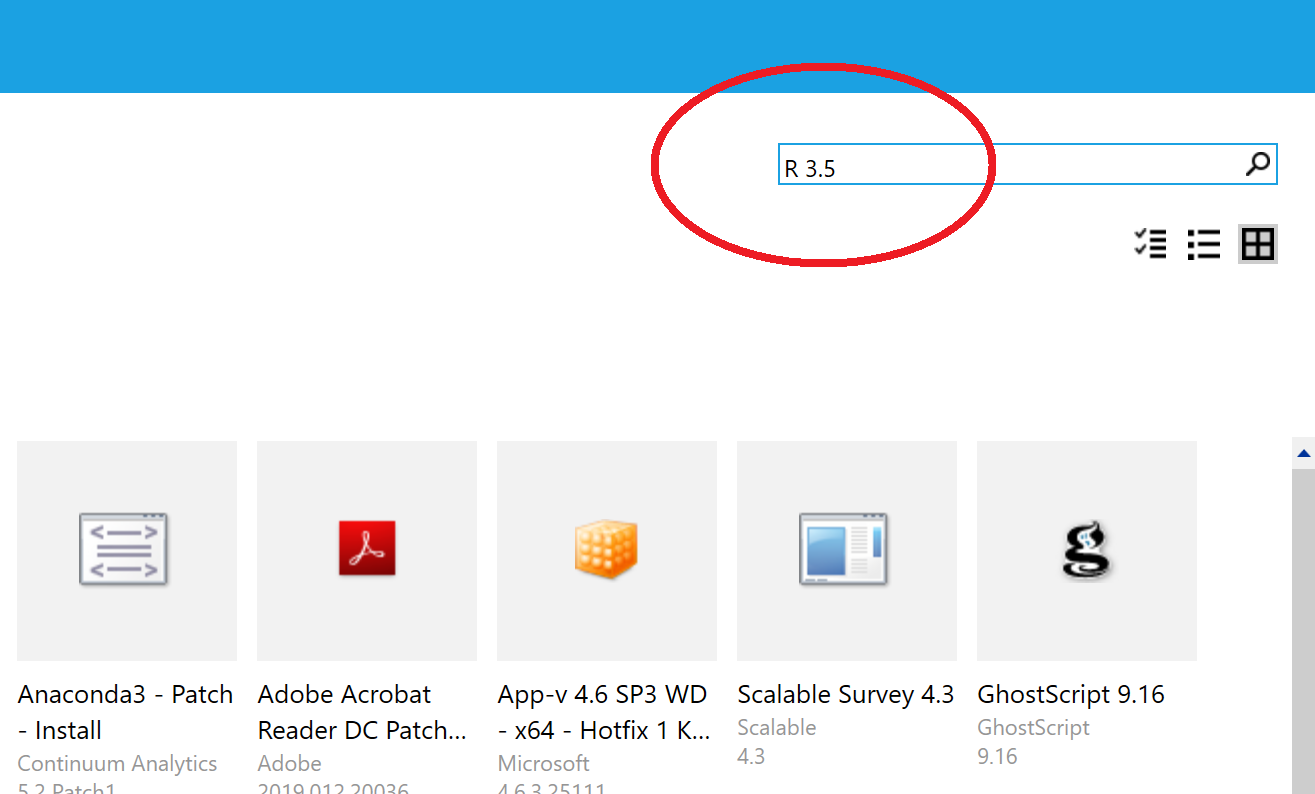 R 3.5
Anaconda3 - Patch
- Install
Continuum Analytics
5.2 Patch1
Adobe Acrobat
Reader DC Patch...
Adobe
2019.012.20036
App-v 4.6 SP3 WD
- x64 - Hotfix 1 K...
Microsoft
4.6.3.25111
Scalable Survey 4.3
Scalable
4.3
GhostScript 9.16
GhostScript
9.16